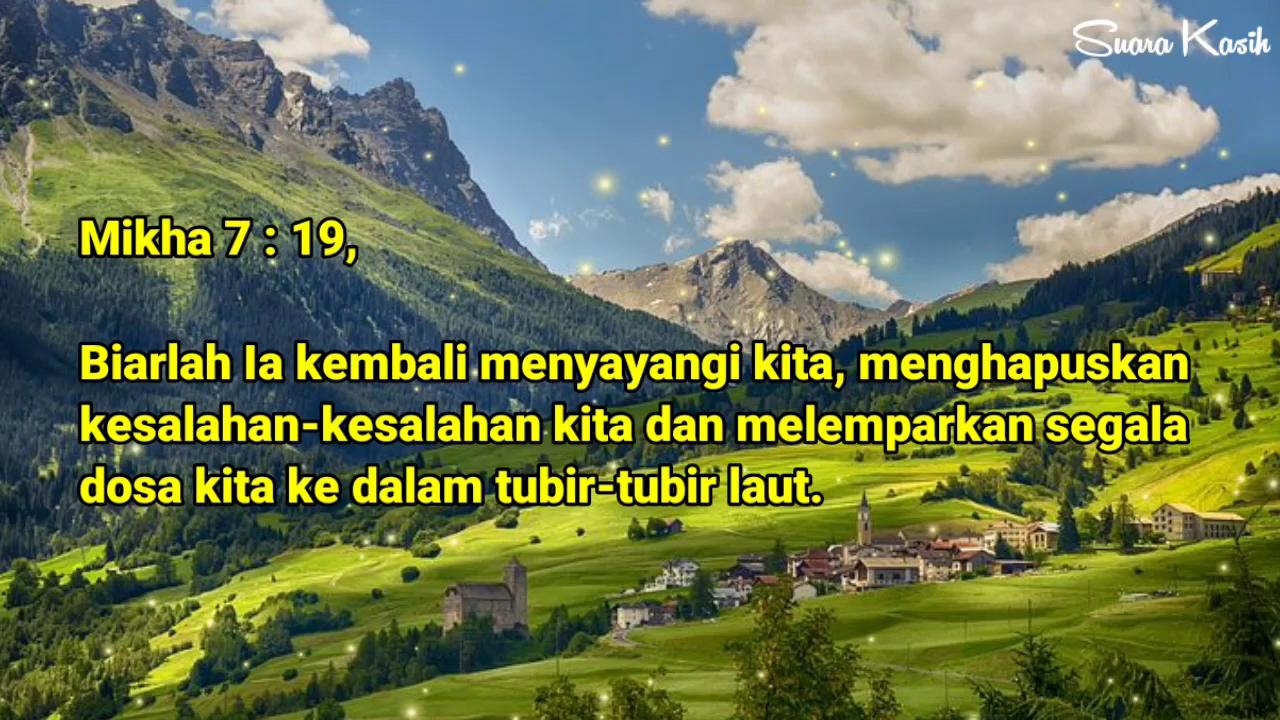 Suara Kasih
Mikha 7 : 19,
Biarlah Ia kembali menyayangi kita, menghapuskan
kesalahan-kesalahan kita dan melemparkan segala
dosa kita ke dalam tubir-tubir laut.